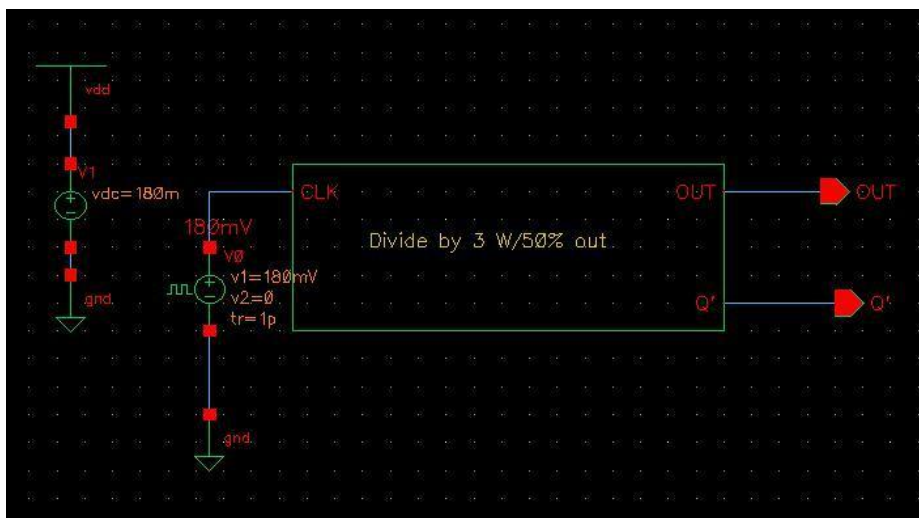 vdd
V1
vdc=180m
gnd
180mV
V0
v1=180mV
v2=0
tr=1p
gnd
CLK
Divide by 3 W/50% out
OUT
OUT
Q'
Q'